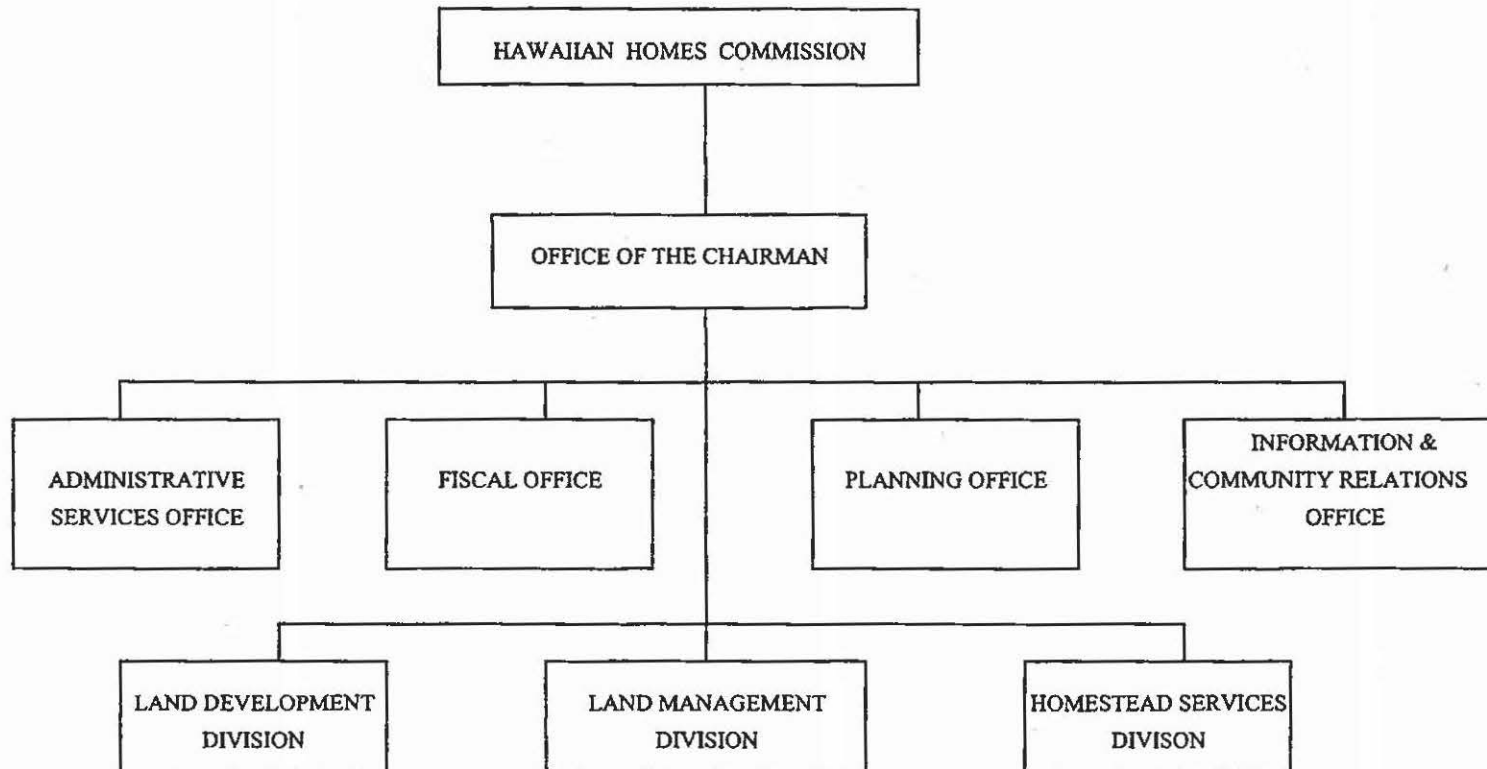 HAWAIIAN HOMES COMMISSION
OFFICE OF THE CHAIRMAN
ADMINISTRATIVE
SERVICES OFFICE
FISCAL OFFICE
PLANNING OFFICE
INFORMATION &
COMMUNITY RELATIONS
OFFICE
LAND DEVELOPMENT
DIVISION
LAND MANAGEMENT
DIVISION
HOMESTEAD SERVICES
DIVISON